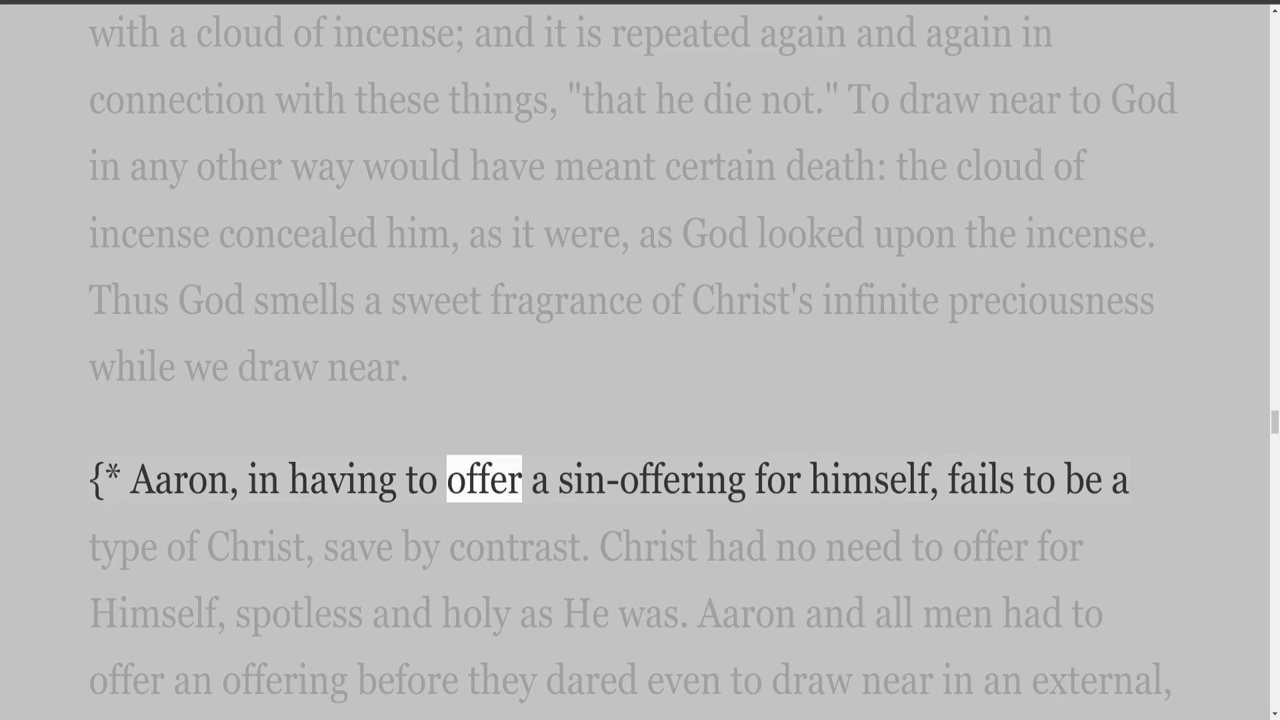 with a cloud of incense; and it is repeated again and again in
connection with these things, "that he die not." To draw near to God
in any other way would have meant certain death: the cloud of
incense concealed him, as it were, as God looked upon the incense.
Thus God smells a sweet fragrance of Christ's infinite preciousness
while we draw near.
{* Aaron, in having to offer a sin-offering for himself, fails to be a
type of Christ, save by contrast. Christ had no need to offer for
Himself, spotless and holy as He was. Aaron and all men had to
offer an offering before they dared even to draw near in an external,